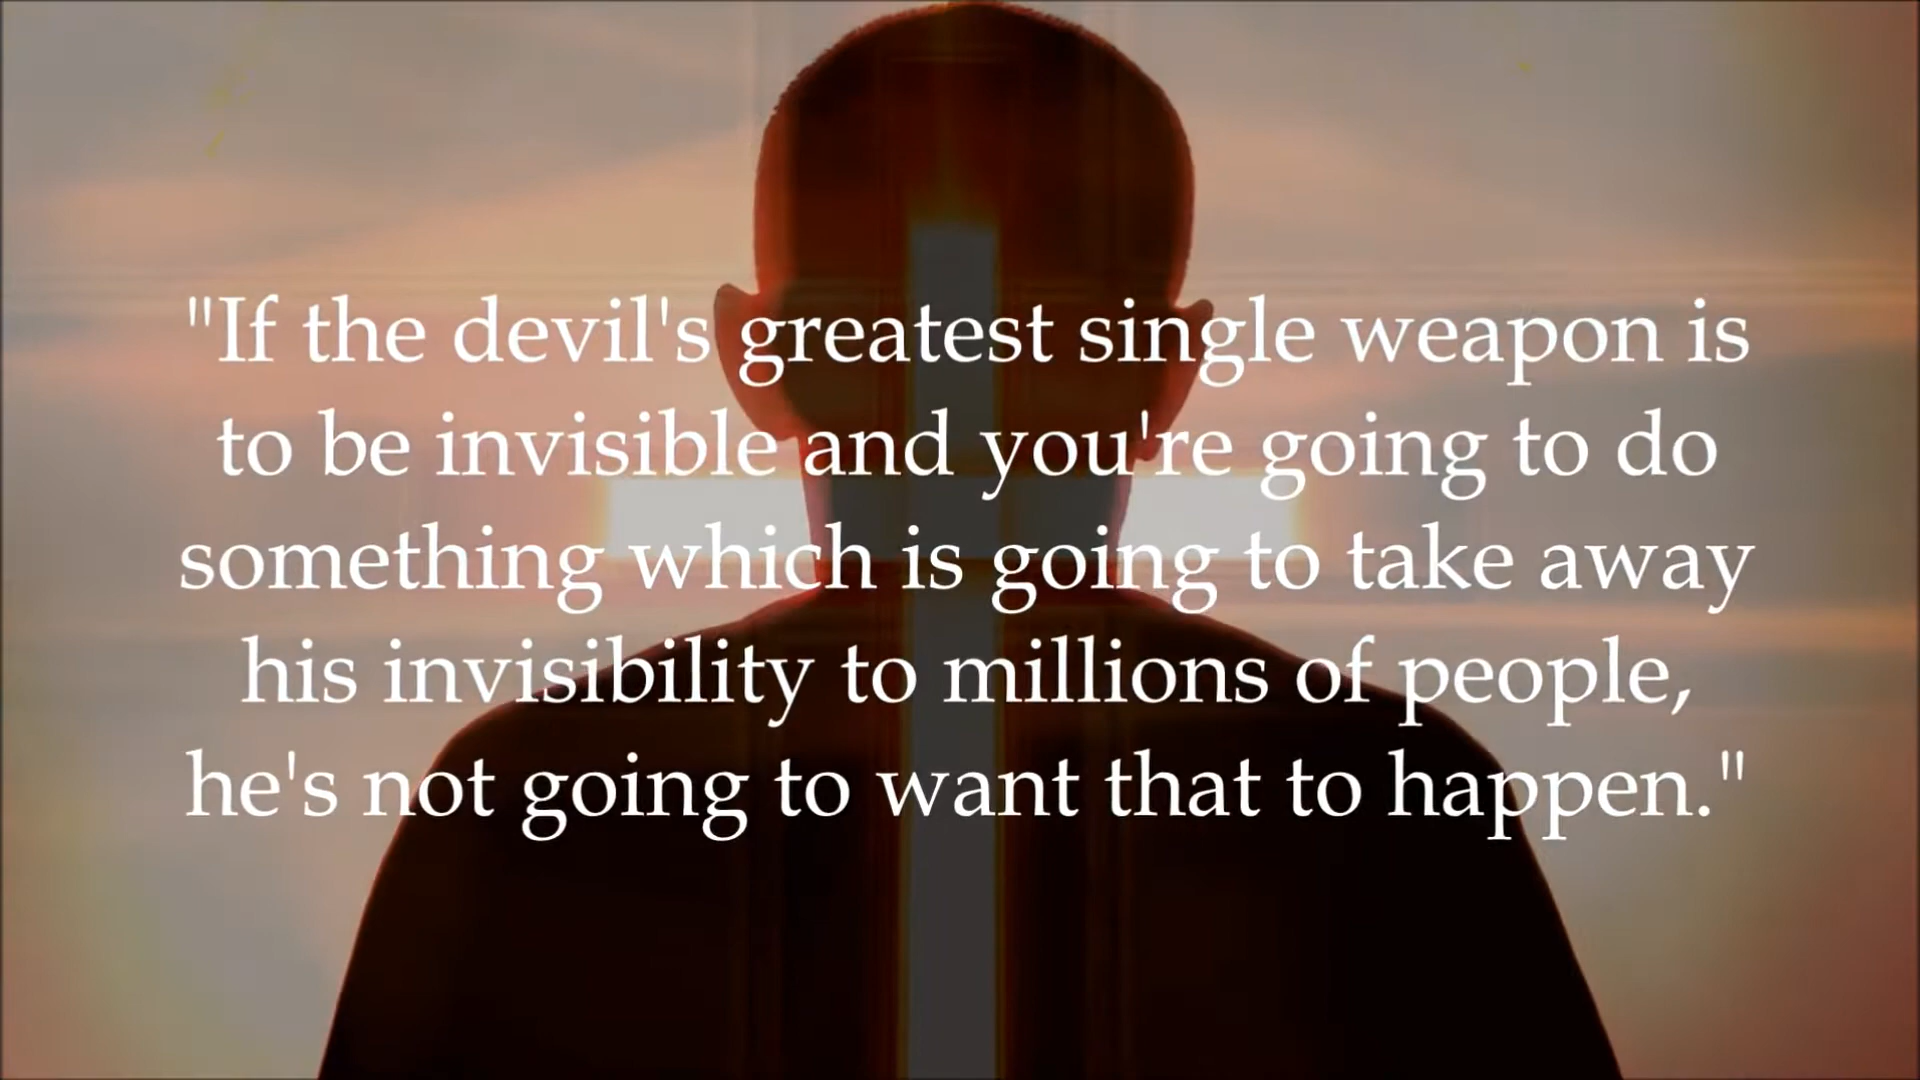 "If the devil's greatest single weapon is
to be invisible and you're going to do
something which is going to take away
his invisibility to millions of people,
he's not going to want that to happen."